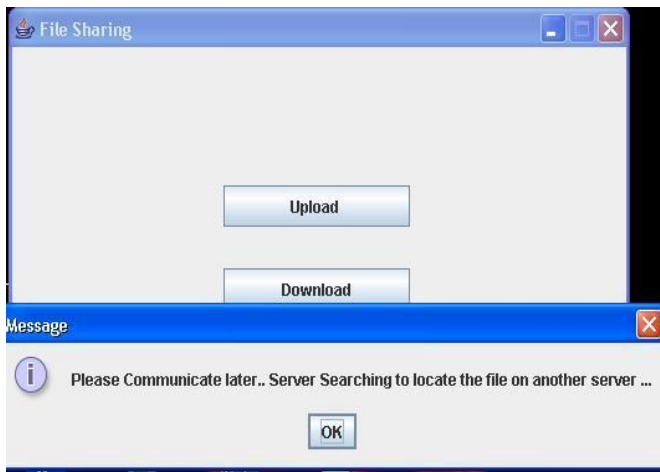 File Sharing
Upload
Download
Message
Please Communicate later.. Server Searching to locate the file on another server ...
OK